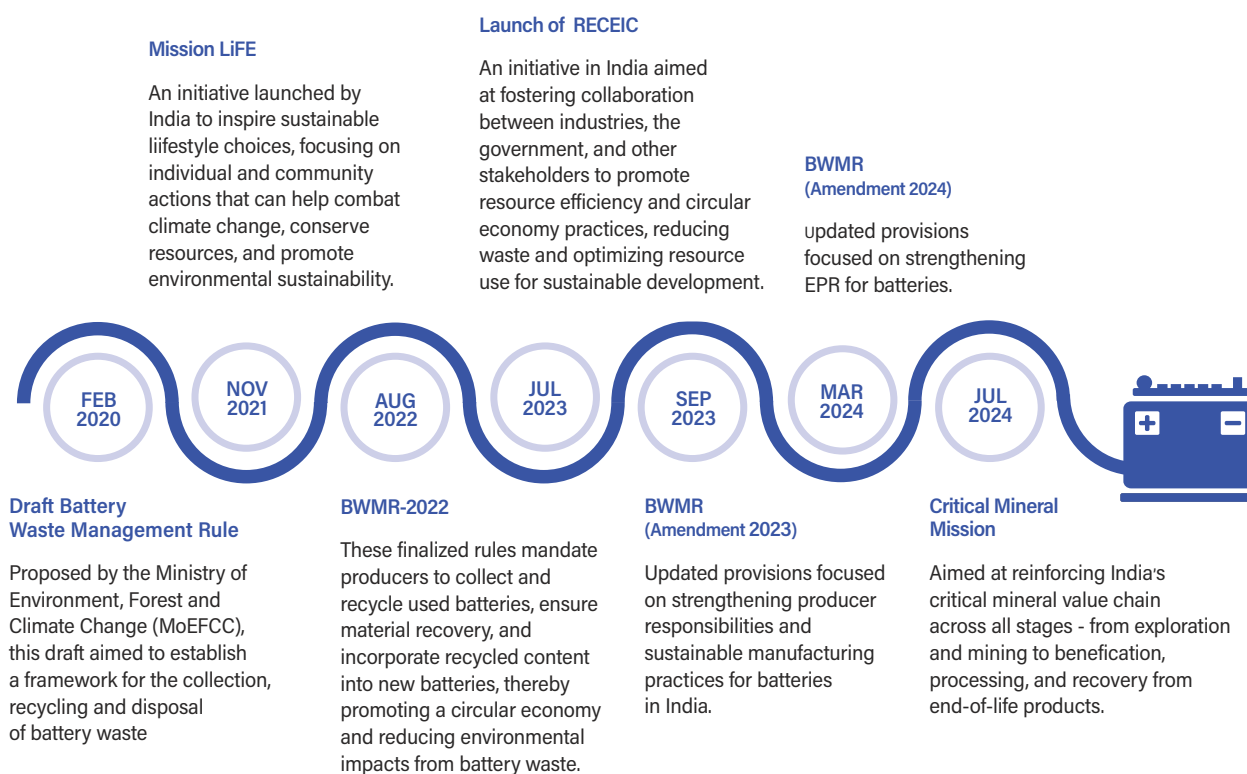 Mission LiFE
An initiative launched by
India to inspire sustainable
liifestyle choices, focusing on
individual and community
actions that can help combat
climate change, conserve
resources, and promote
environmental sustainability.
Launch of RECEIC
An initiative in India aimed
at fostering collaboration
between industries, the
government, and other
stakeholders to promote
resource efficiency and circular
economy practices, reducing
waste and optimizing resource
use for sustainable development.
BWMR
(Amendment 2024)
updated provisions
focused on strengthening
EPR for batteries.
FEB
2020
NOV
2021
AUG
2022
JUL
2023
SEP
2023
MAR
2024
JUL
2024
Draft Battery
Waste Management Rule
Proposed by the Ministry of
Environment, Forest and
Climate Change (MoEFCC),
this draft aimed to establish
a framework for the collection,
recycling and disposal
of battery waste
BWMR-2022
These finalized rules mandate
producers to collect and
recycle used batteries, ensure
material recovery, and
incorporate recycled content
into new batteries, thereby
promoting a circular economy
and reducing environmental
impacts from battery waste.
BWMR
(Amendment 2023)
Updated provisions focused
on strengthening producer
responsibilities and
sustainable manufacturing
practices for batteries
in India.
Critical Mineral
Mission
Aimed at reinforcing India's
critical mineral value chain
across all stages - from exploration
and mining to benefication,
processing, and recovery from
end-of-life products.